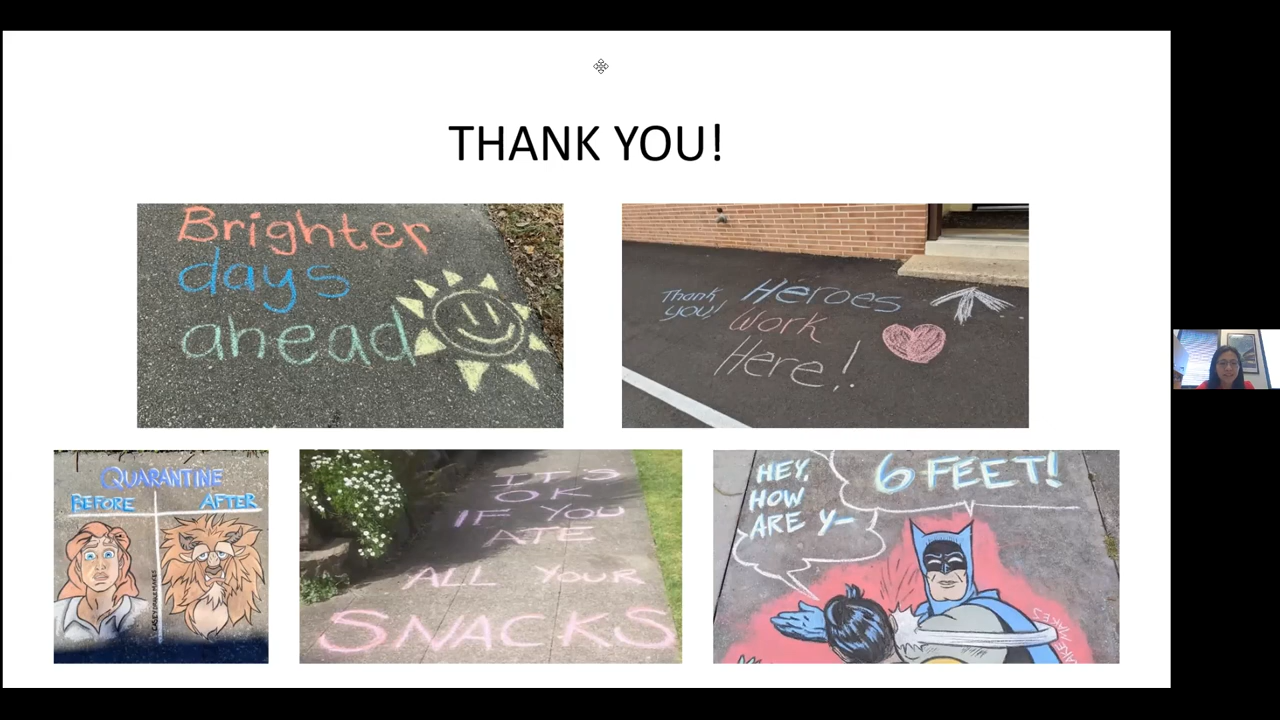 THANK YOU!
Brighter
days
ahead
Thank
you!
Heroes
Work
Here!
QUARANTINE
BEFORE
AFTER
IT'S
OK
IF YOU
ATE
ALL YOUR
SNACKS
HEY,
HOW
ARE Y—
6 FEET!